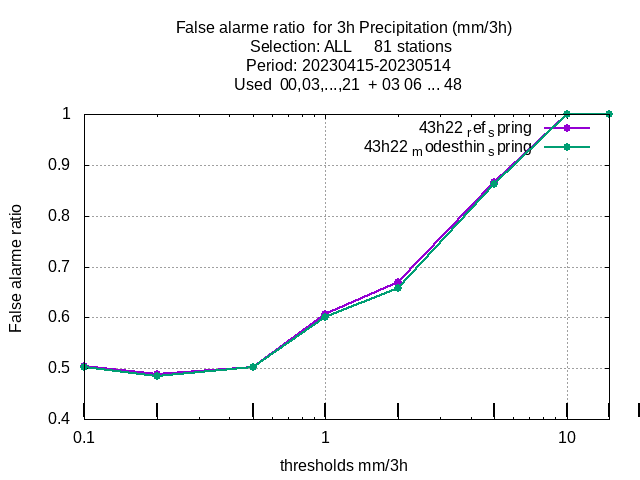 False alarme ratio  for 3h Precipitation (mm/3h)
Selection: ALL     81 stations
Period: 20230415-20230514
Used  00,03,...,21  + 03 06 ... 48
43h22 ref spring
43h22 modesthin spring
1
0.9
0.8
0.7
0.6
0.5
0.4
False alarme ratio
0.1
1
10
thresholds mm/3h